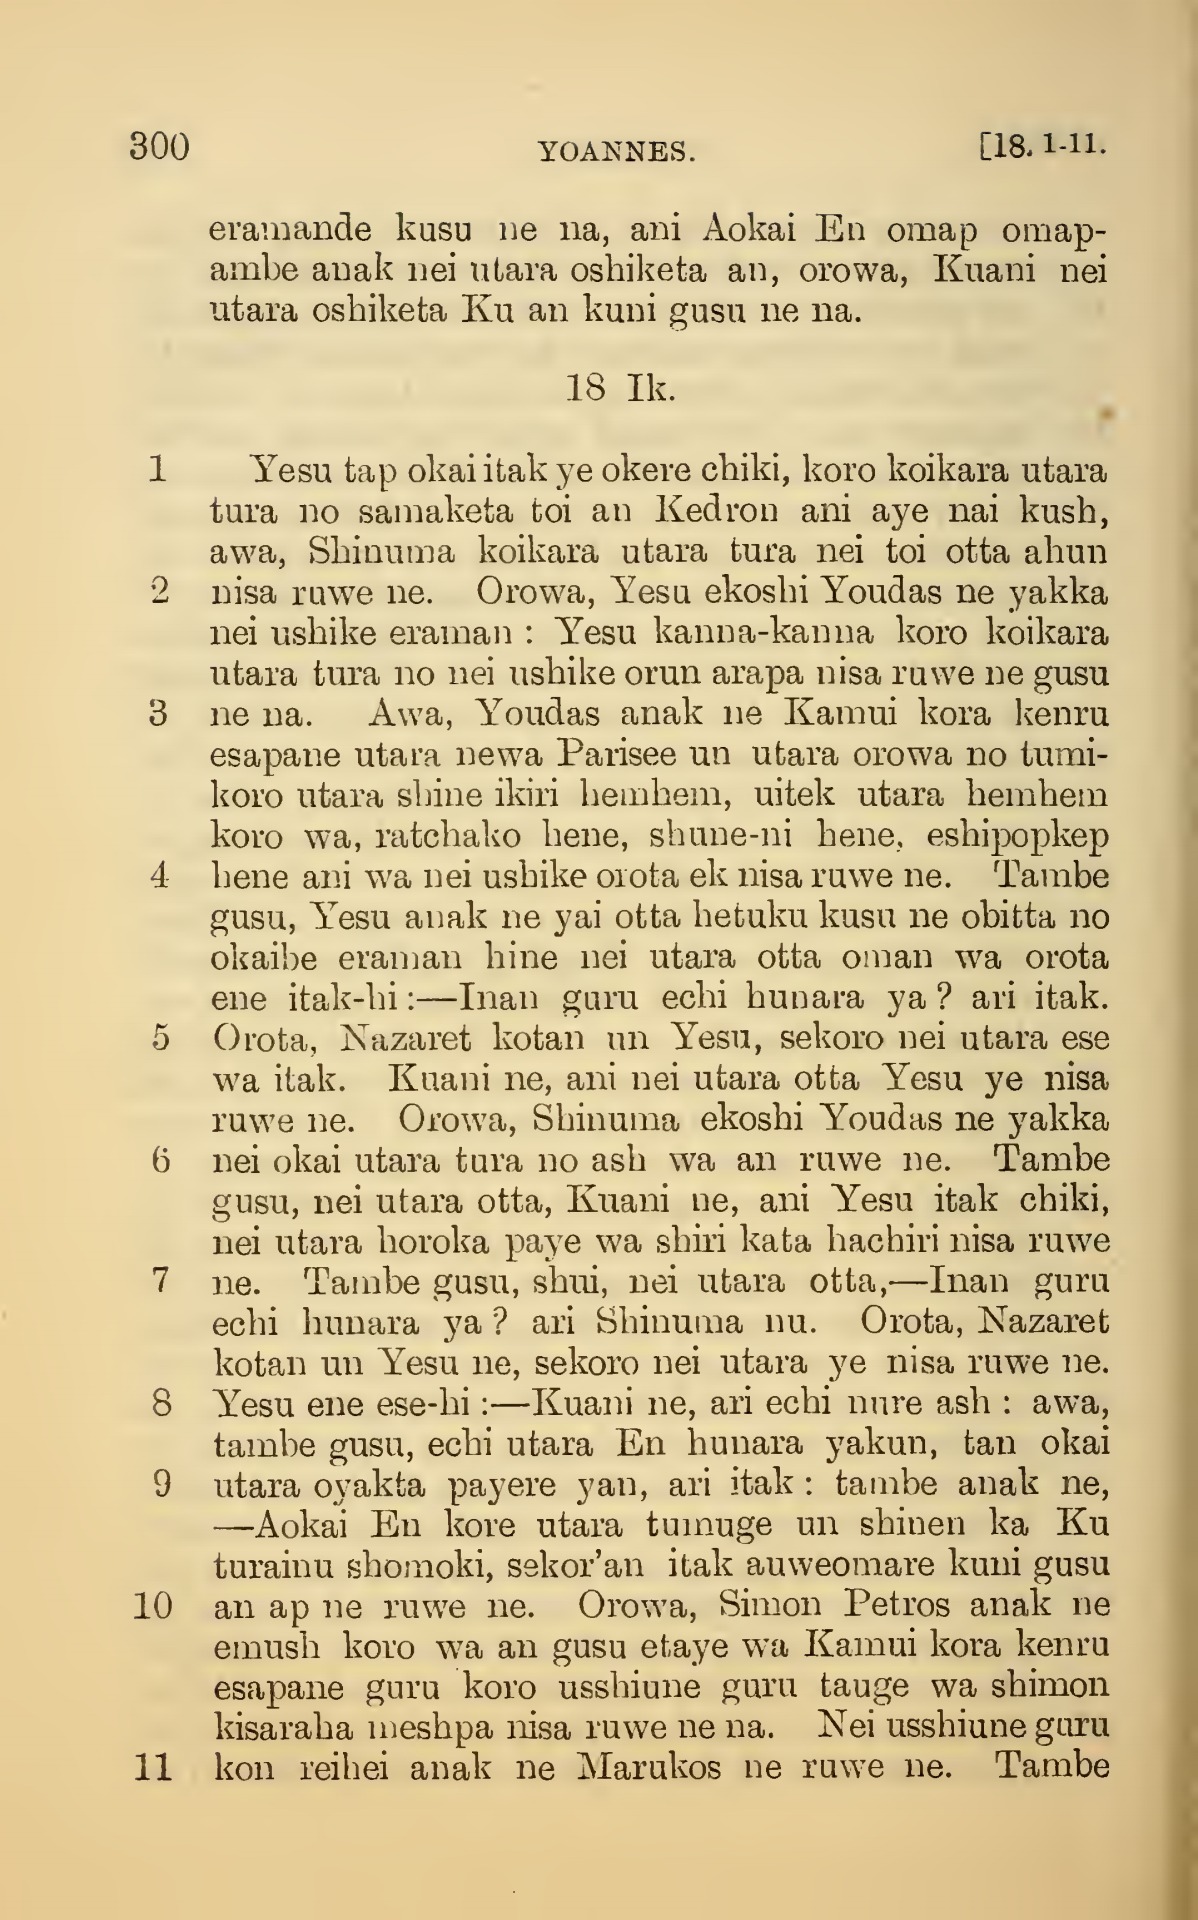 300 YOANNES. [18. 1-11.
eramande kusu ne na, ani Aokai En omap omap-
ambe anak nei utara oshiketa an, orowa, Kuani nei
utara oshiketa Ku an kuni gusu ne na.
18 Ik.
1 Yesu tap okai itak ye okere chiki, koro koikara utara
tura no samaketa toi an Kedron ani aye nai kush,
awa, Shinuma koikara utara tura nei toi otta ahun
2 nisa ruwe ne. Orowa, Yesu ekoshi Youdas ne yakka
nei ushike eraman : Yesu kanna-kanna koro koikara
utara tura no nei ushike orun arapa nisa ruwe ne gusu
3 ne na. Awa, Youdas anak ne Kamui kora kenru
esapane utara newa Parisee un utara orowa no tumi-
koro utara shine ikiri hemhem, uitek utara hemhem
koro wa, ratchako hene, shune-ni hene, eshipopkep
4 hene ani wa nei ushike orota ek nisa ruwe ne. Tambe
gusu, Yesu anak ne yai otta hetuku kusu ne obitta no
okaibe eraman hine nei utara otta oman wa orota
ene itak-hi :—Inan guru echi hunara ya ? ari itak.
5 Orota, Nazaret kotan un Yesu, sekoro nei utara ese
wa itak. Kuani ne, ani nei utara otta Yesu ye nisa
ruwe ne. Orowa, Shinuma ekoshi Youdas ne yakka
6 nei okai utara tura no ash wa an ruwe ne. Tambe
gusu, nei utara otta, Kuani ne, ani Yesu itak chiki,
nei utara horoka paye wa shiri kata hachiri nisa ruwe
7 ne. Tambe gusu, shui, nei utara otta,—Inan guru
echi hunara ya ? ari Shinuma nu. Orota, Nazaret
kotan un Yesu ne, sekoro nei utara ye nisa ruwe ne.
8 Yesu ene ese-hi :—Kuani ne, ari echi nure ash : awa,
tambe gusu, echi utara En hunara yakun, tan okai
9 utara oyakta payere yan, ari itak : tambe anak ne,
—Aokai En kore utara tumuge un shinen ka Ku
turainu shomoki, sekor'an itak auweomare kuni gusu
10 an ap ne ruwe ne. Orowa, Simon Petros anak ne
emush koro wa an gusu etaye wa Kamui kora kenru
esapane guru koro usshiune guru tauge wa shimon
kisaraha meshpa nisa ruwe ne na. Nei usshiune guru
11 kon reihei anak ne Marukos ne ruwe ne. Tambe